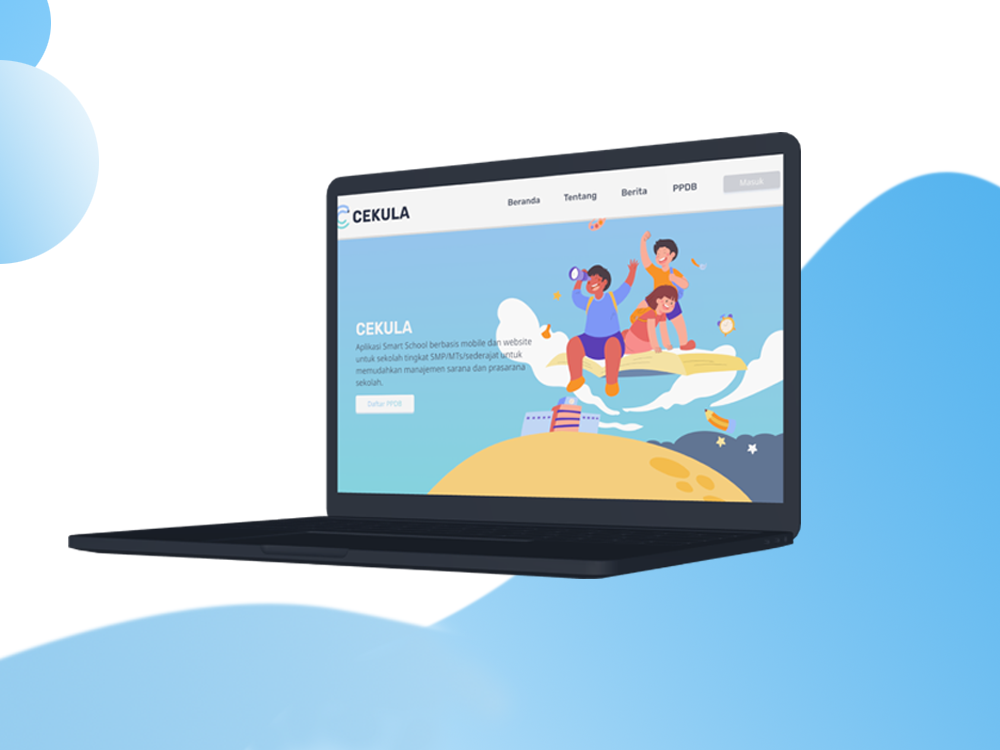 CEKULA
Beranda Tentang Berita PPDB Masuk
CEKULA
Aplikasi Smart School berbasis mobile dan website
untuk sekolah tingkat SMP/MTs/sederajat untuk
memudahkan manajemen sarana dan prasarana
sekolah.
Daftar PPDB